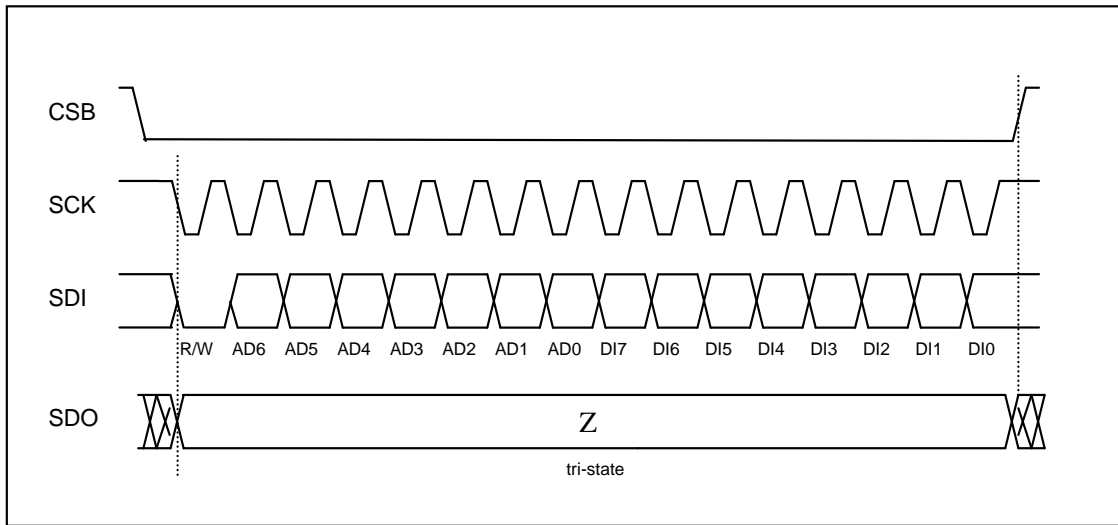 CSB
SCK
SDI
R/W AD6 AD5 AD4 AD3 AD2 AD1 AD0 DI7 DI6 DI5 DI4 DI3 DI2 DI1 DI0
SDO
Z
tri-state